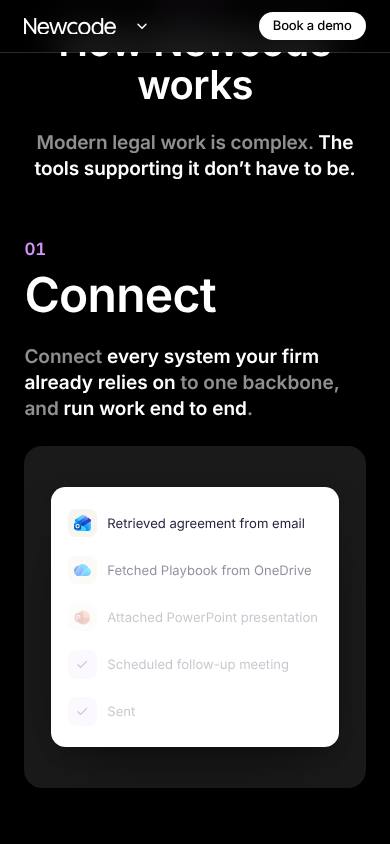 Newcode
Book a demo
How Newcode
works
Modern legal work is complex. The
tools supporting it don’t have to be.
01
Connect
Connect every system your firm
already relies on to one backbone,
and run work end to end.
Retrieved agreement from email
Fetched Playbook from OneDrive
Attached PowerPoint presentation
Scheduled follow-up meeting
Sent